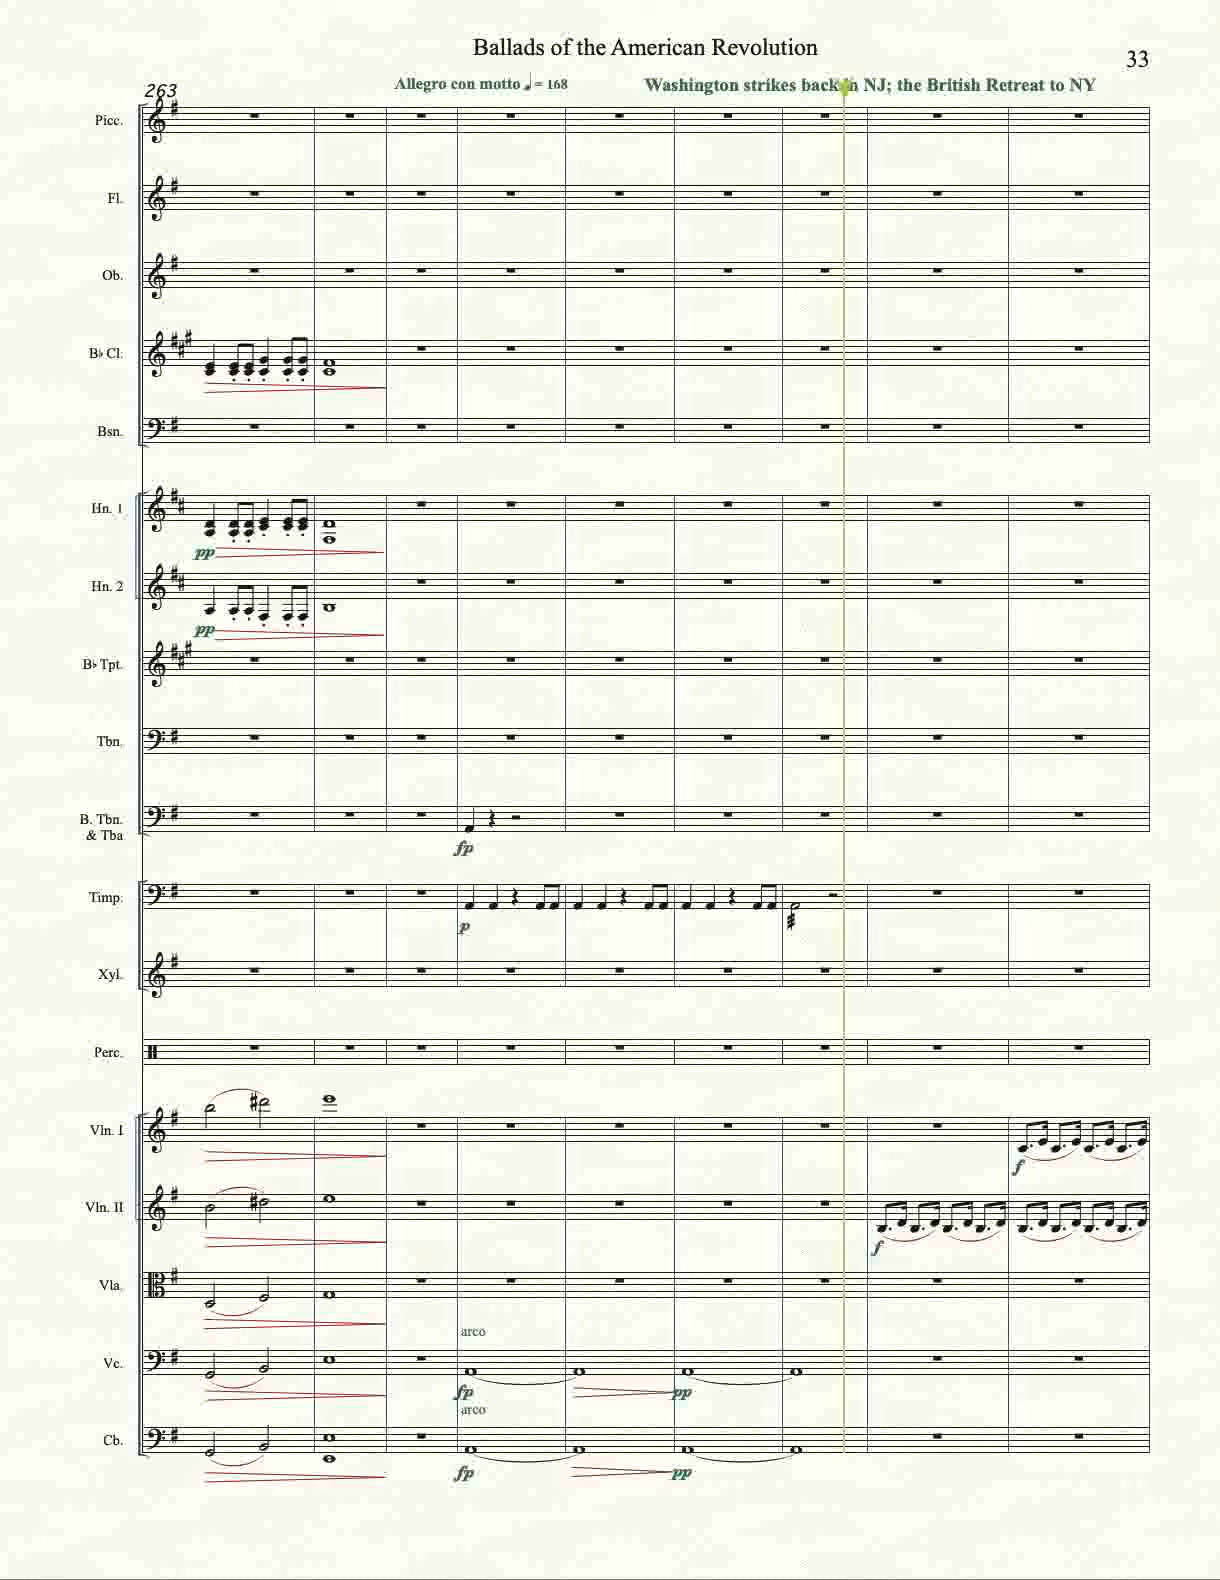 Ballads of the American Revolution
33
263
Allegro con motto ♩ = 168
Washington strikes back in NJ; the British Retreat to NY
Picc.
Fl.
Ob.
B♭ Cl.
Bsn.
Hn. 1
pp
Hn. 2
pp
B♭ Tpt.
Tbn.
B. Tbn.
& Tba
fp
Timp.
p
Xyl.
Perc.
Vln. I
f
Vln. II
f
Vla.
arco
Vc.
fp
pp
arco
Cb.
fp
pp